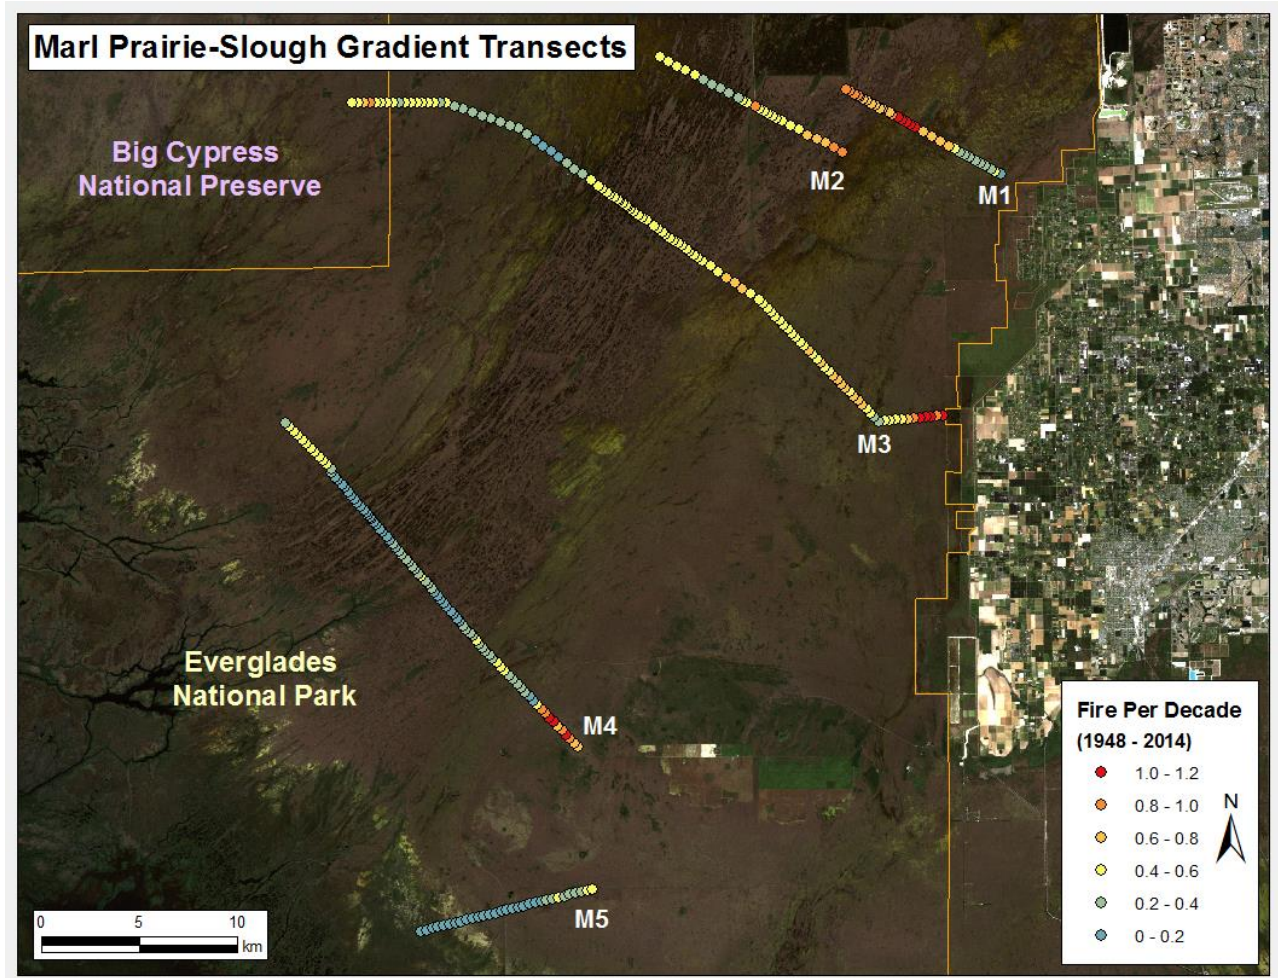 Marl Prairie-Slough Gradient Transects
Big Cypress
National Preserve
M2
M1
M3
Everglades
National Park
M4
M5
Fire Per Decade
(1948 - 2014)
1.0 - 1.2
0.8 - 1.0
0.6 - 0.8
0.4 - 0.6
0.2 - 0.4
0 - 0.2
N
0 5 10
km